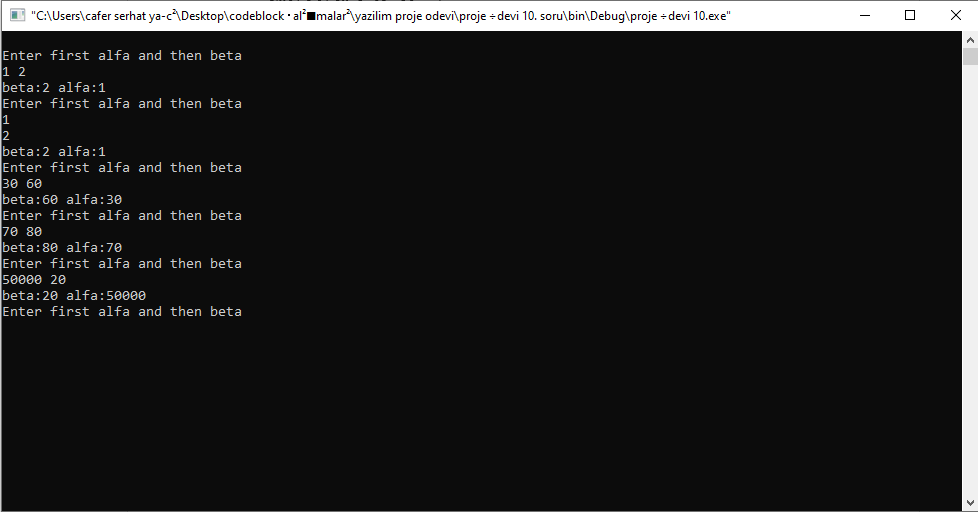 "C:\Users\cafer serhat ya-c²\Desktop\codeblock ·al²■malar²\yazilim proje odevi\proje ÷devi 10. soru\bin\Debug\proje ÷devi 10.exe"
Enter first alfa and then beta
1 2
beta:2 alfa:1
Enter first alfa and then beta
1
2
beta:2 alfa:1
Enter first alfa and then beta
30 60
beta:60 alfa:30
Enter first alfa and then beta
70 80
beta:80 alfa:70
Enter first alfa and then beta
50000 20
beta:20 alfa:50000
Enter first alfa and then beta